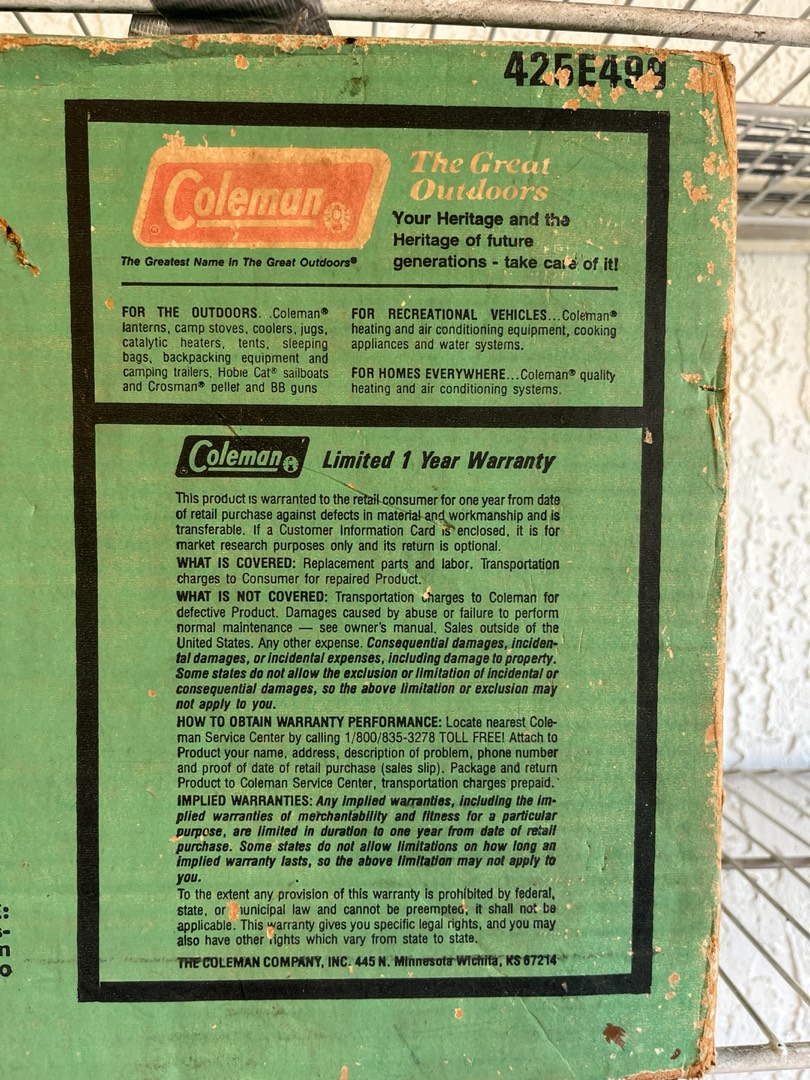 425E499
Coleman
®
The Greatest Name in The Great Outdoors®
The Great
Outdoors
Your Heritage and the
Heritage of future
generations - take care of it!
FOR THE OUTDOORS. .Coleman®
lanterns, camp stoves, coolers, jugs,
catalytic heaters, tents, sleeping
bags, backpacking equipment and
camping trailers, Hobie Cat® sailboats
and Crosman® pellet and BB guns
FOR RECREATIONAL VEHICLES...Coleman®
heating and air conditioning equipment, cooking
appliances and water systems.
FOR HOMES EVERYWHERE...Coleman® quality
heating and air conditioning systems.
Coleman
®
Limited 1 Year Warranty
This product is warranted to the retail consumer for one year from date
of retail purchase against defects in material and workmanship and is
transferable. If a Customer Information Card is enclosed, it is for
market research purposes only and its return is optional.
WHAT IS COVERED: Replacement parts and labor. Transportation
charges to Consumer for repaired Product.
WHAT IS NOT COVERED: Transportation charges to Coleman for
defective Product. Damages caused by abuse or failure to perform
normal maintenance — see owner's manual. Sales outside of the
United States. Any other expense. Consequential damages, inciden-
tal damages, or incidental expenses, including damage to property.
Some states do not allow the exclusion or limitation of incidental or
consequential damages, so the above limitation or exclusion may
not apply to you.
HOW TO OBTAIN WARRANTY PERFORMANCE: Locate nearest Cole-
man Service Center by calling 1/800/835-3278 TOLL FREE! Attach to
Product your name, address, description of problem, phone number
and proof of date of retail purchase (sales slip). Package and return
Product to Coleman Service Center, transportation charges prepaid.
IMPLIED WARRANTIES: Any implied warranties, including the im-
plied warranties of merchantability and fitness for a particular
purpose, are limited in duration to one year from date of retail
purchase. Some states do not allow limitations on how long an
implied warranty lasts, so the above limitation may not apply to
you.
To the extent any provision of this warranty is prohibited by federal,
state, or municipal law and cannot be preempted, it shall not be
applicable. This warranty gives you specific legal rights, and you may
also have other rights which vary from state to state.
THE COLEMAN COMPANY, INC. 445 N. Minnesota Wichita, KS 67214